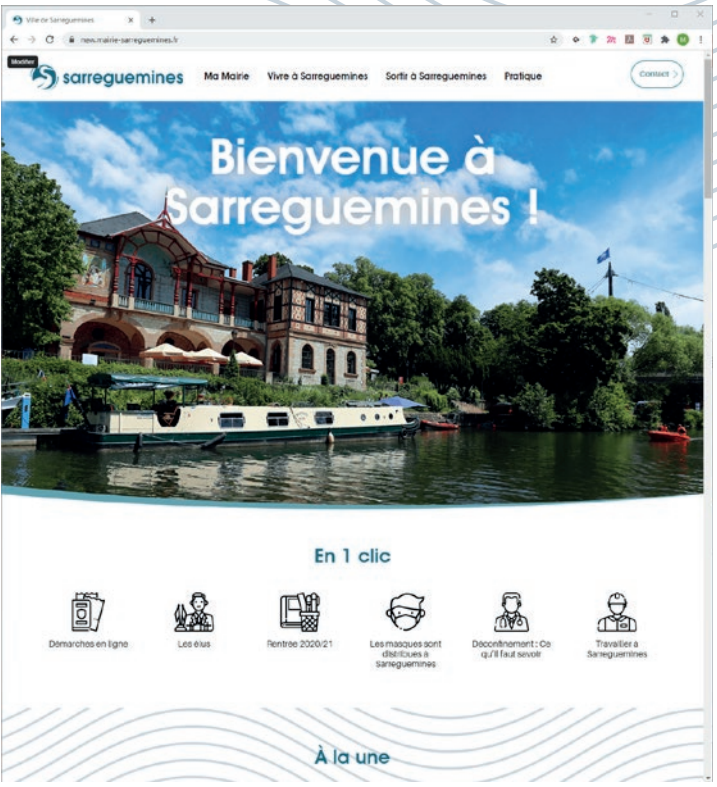 Ville de Sarreguemines
new.mairie-sarreguemines.fr
Modifier
sarreguemines
Ma Mairie
Vivre à Sarreguemines
Sortir à Sarreguemines
Pratique
Contact >
Bienvenue à
Sarreguemines !
En 1 clic
Démarches en ligne
Les élus
Rentrée 2020/21
Les masques sont
distribués à
Sarreguemines
Déconfinement : Ce
qu'il faut savoir
Travailler à
Sarreguemines
À la une